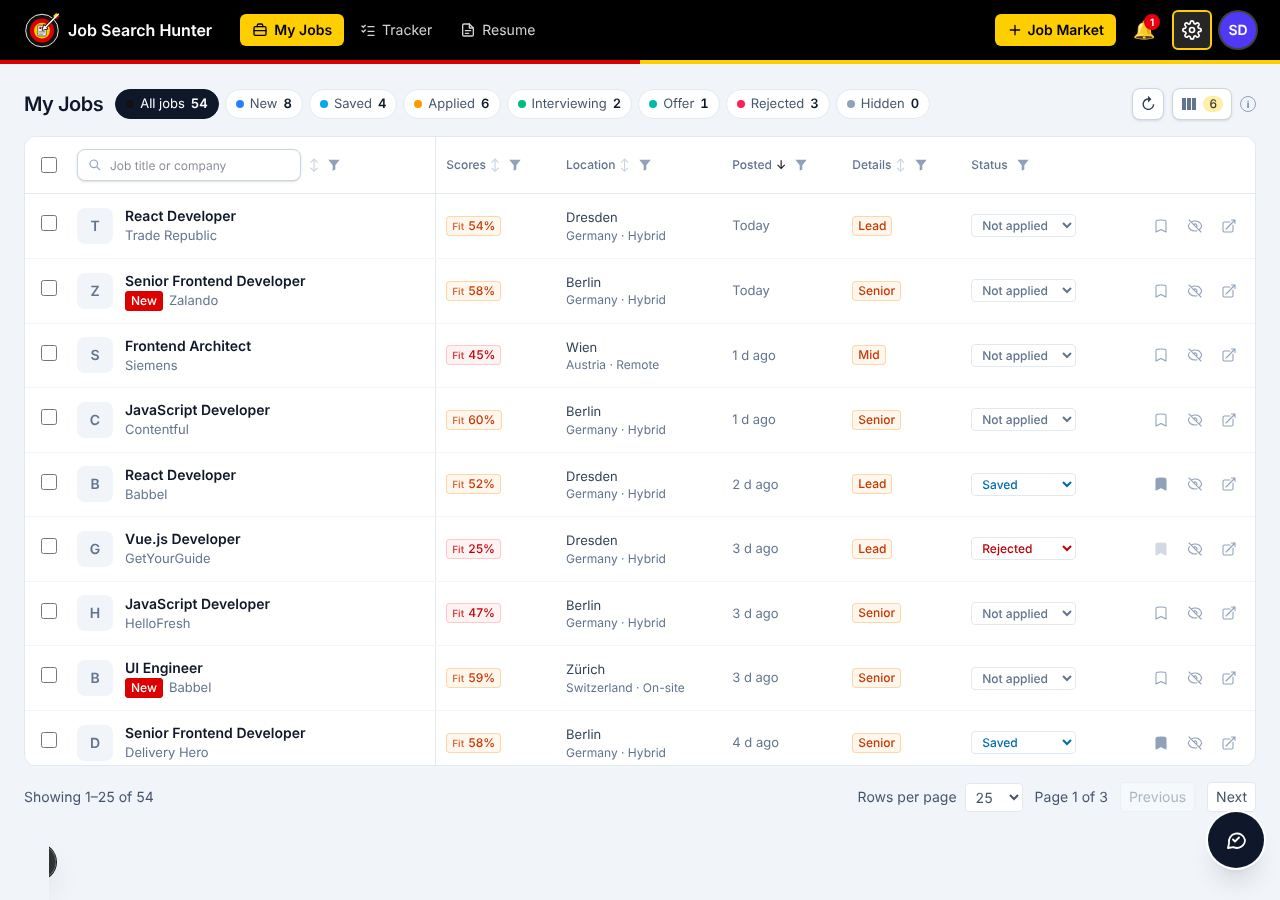 Job Search Hunter My Jobs Tracker Resume + Job Market 1 SD
My Jobs All jobs 54 New 8 Saved 4 Applied 6 Interviewing 2 Offer 1 Rejected 3 Hidden 0 6 i
Job title or company Scores Location Posted Details Status
React Developer
Trade Republic
T Fit 54% Dresden
Germany · Hybrid
Today Lead Not applied
Senior Frontend Developer
New Zalando
Z Fit 58% Berlin
Germany · Hybrid
Today Senior Not applied
Frontend Architect
Siemens
S Fit 45% Wien
Austria · Remote
1 d ago Mid Not applied
JavaScript Developer
Contentful
C Fit 60% Berlin
Germany · Hybrid
1 d ago Senior Not applied
React Developer
Babbel
B Fit 52% Dresden
Germany · Hybrid
2 d ago Lead Saved
Vue.js Developer
GetYourGuide
G Fit 25% Dresden
Germany · Hybrid
3 d ago Lead Rejected
JavaScript Developer
HelloFresh
H Fit 47% Berlin
Germany · Hybrid
3 d ago Senior Not applied
UI Engineer
New Babbel
B Fit 59% Zürich
Switzerland · On-site
3 d ago Senior Not applied
Senior Frontend Developer
Delivery Hero
D Fit 58% Berlin
Germany · Hybrid
4 d ago Senior Saved
Showing 1–25 of 54 Rows per page 25 Page 1 of 3 Previous Next